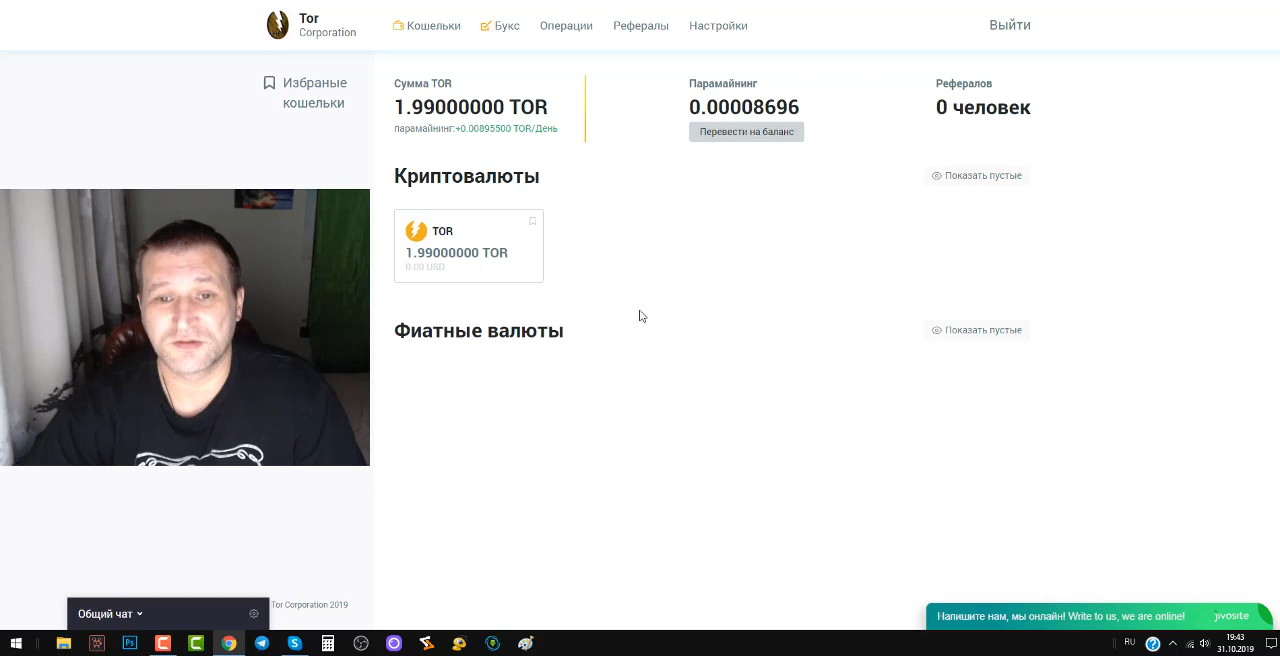 Tor
Corporation
Кошельки
Букс
Операции
Рефералы
Настройки
Выйти
Избраные
кошельки
Сумма TOR
1.99000000 TOR
парамайнинг:+0.00895500 TOR/День
Парамайнинг
0.00008696
Перевести на баланс
Рефералов
0 человек
Криптовалюты
Показать пустые
TOR
1.99000000 TOR
0.00 USD
Фиатные валюты
Показать пустые
Tor Corporation 2019
Общий чат
Напишите нам, мы онлайн! Write to us, we are online!
jivosite
Ps
RU
19:43
31.10.2019